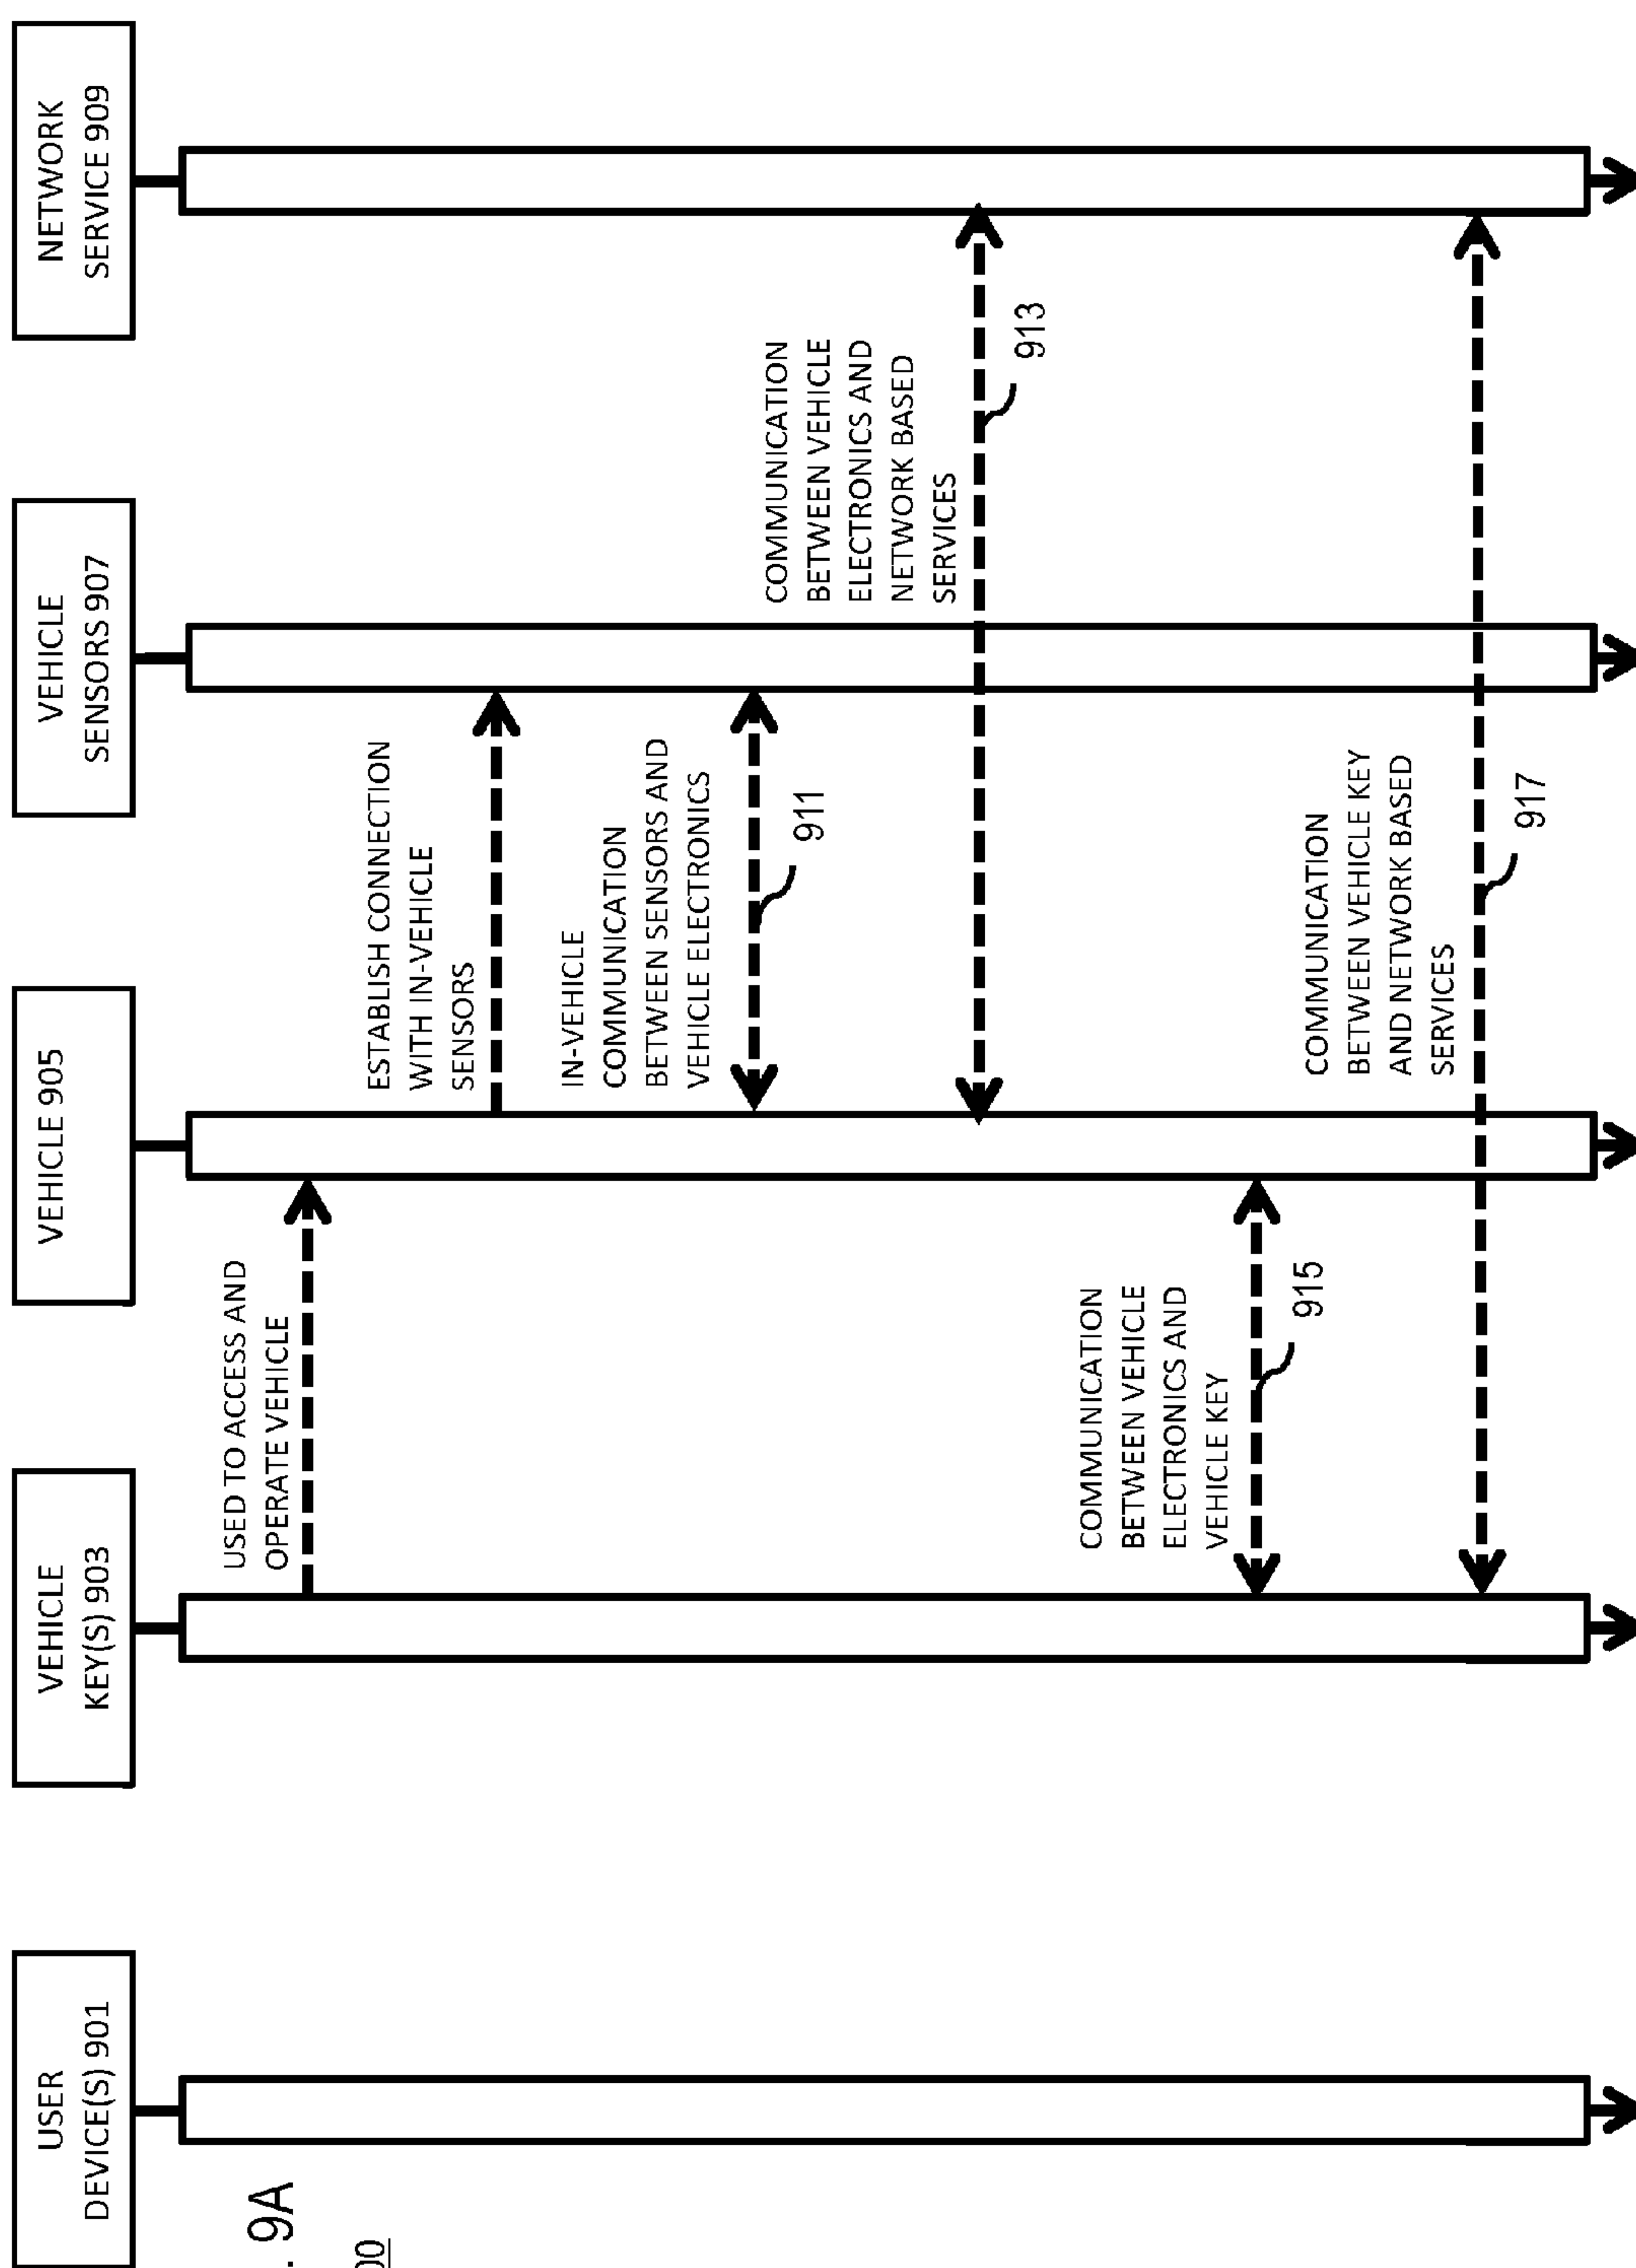 USER
DEVICE(S) 901
VEHICLE
KEY(S) 903
VEHICLE 905
VEHICLE
SENSORS 907
NETWORK
SERVICE 909
. 9A
USED TO ACCESS AND
OPERATE VEHICLE
ESTABLISH CONNECTION
WITH IN-VEHICLE
SENSORS
IN-VEHICLE
COMMUNICATION
BETWEEN SENSORS AND
VEHICLE ELECTRONICS
911
COMMUNICATION
BETWEEN VEHICLE
ELECTRONICS AND
NETWORK BASED
SERVICES
913
COMMUNICATION
BETWEEN VEHICLE
ELECTRONICS AND
VEHICLE KEY
915
COMMUNICATION
BETWEEN VEHICLE KEY
AND NETWORK BASED
SERVICES
917